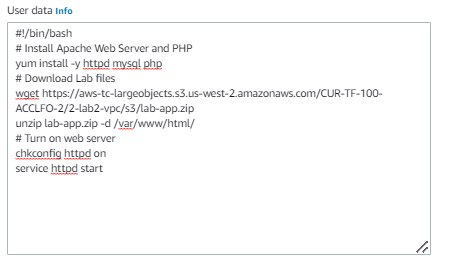 User data Info
#!/bin/bash
# Install Apache Web Server and PHP
yum install -y httpd mysql php
# Download Lab files
wget https://aws-tc-largeobjects.s3.us-west-2.amazonaws.com/CUR-TF-100-
ACCLFO-2/2-lab2-vpc/s3/lab-app.zip
unzip lab-app.zip -d /var/www/html/
# Turn on web server
chkconfig httpd on
service httpd start